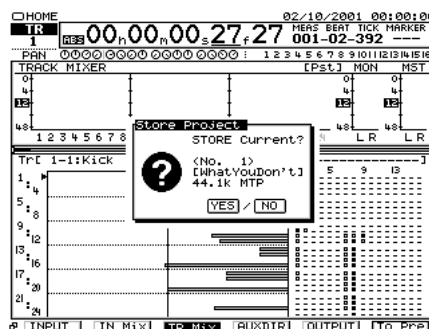 HOME 02/10/2001 00:00:00
TR 1 ABS 00h00m00s27f27 MEAS BEAT TICK MARKER
001-02-392 ---
PAN 1 2 3 4 5 6 7 8 9 10 11 12 13 14 15 16
TRACK MIXER [Pst] MON MST
0 0 0
4 4 4
12 12 12
48 48 48
1 2 3 4 5 6 7 8 L R L R
Store Project
STORE Current?
(No. 1)
[WhatYouDon't]
44.1k MTP
YES / NO
Tr[ 1-1:Kick ]
5 9 13
1
4
5
8
9
12
13
16
17
20
21
24
INPUT IN Mix TR Mix AUXDIR OUTPUT To Pre